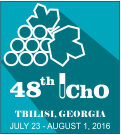 48th IChO
TBILISI, GEORGIA
JULY 23 - AUGUST 1, 2016